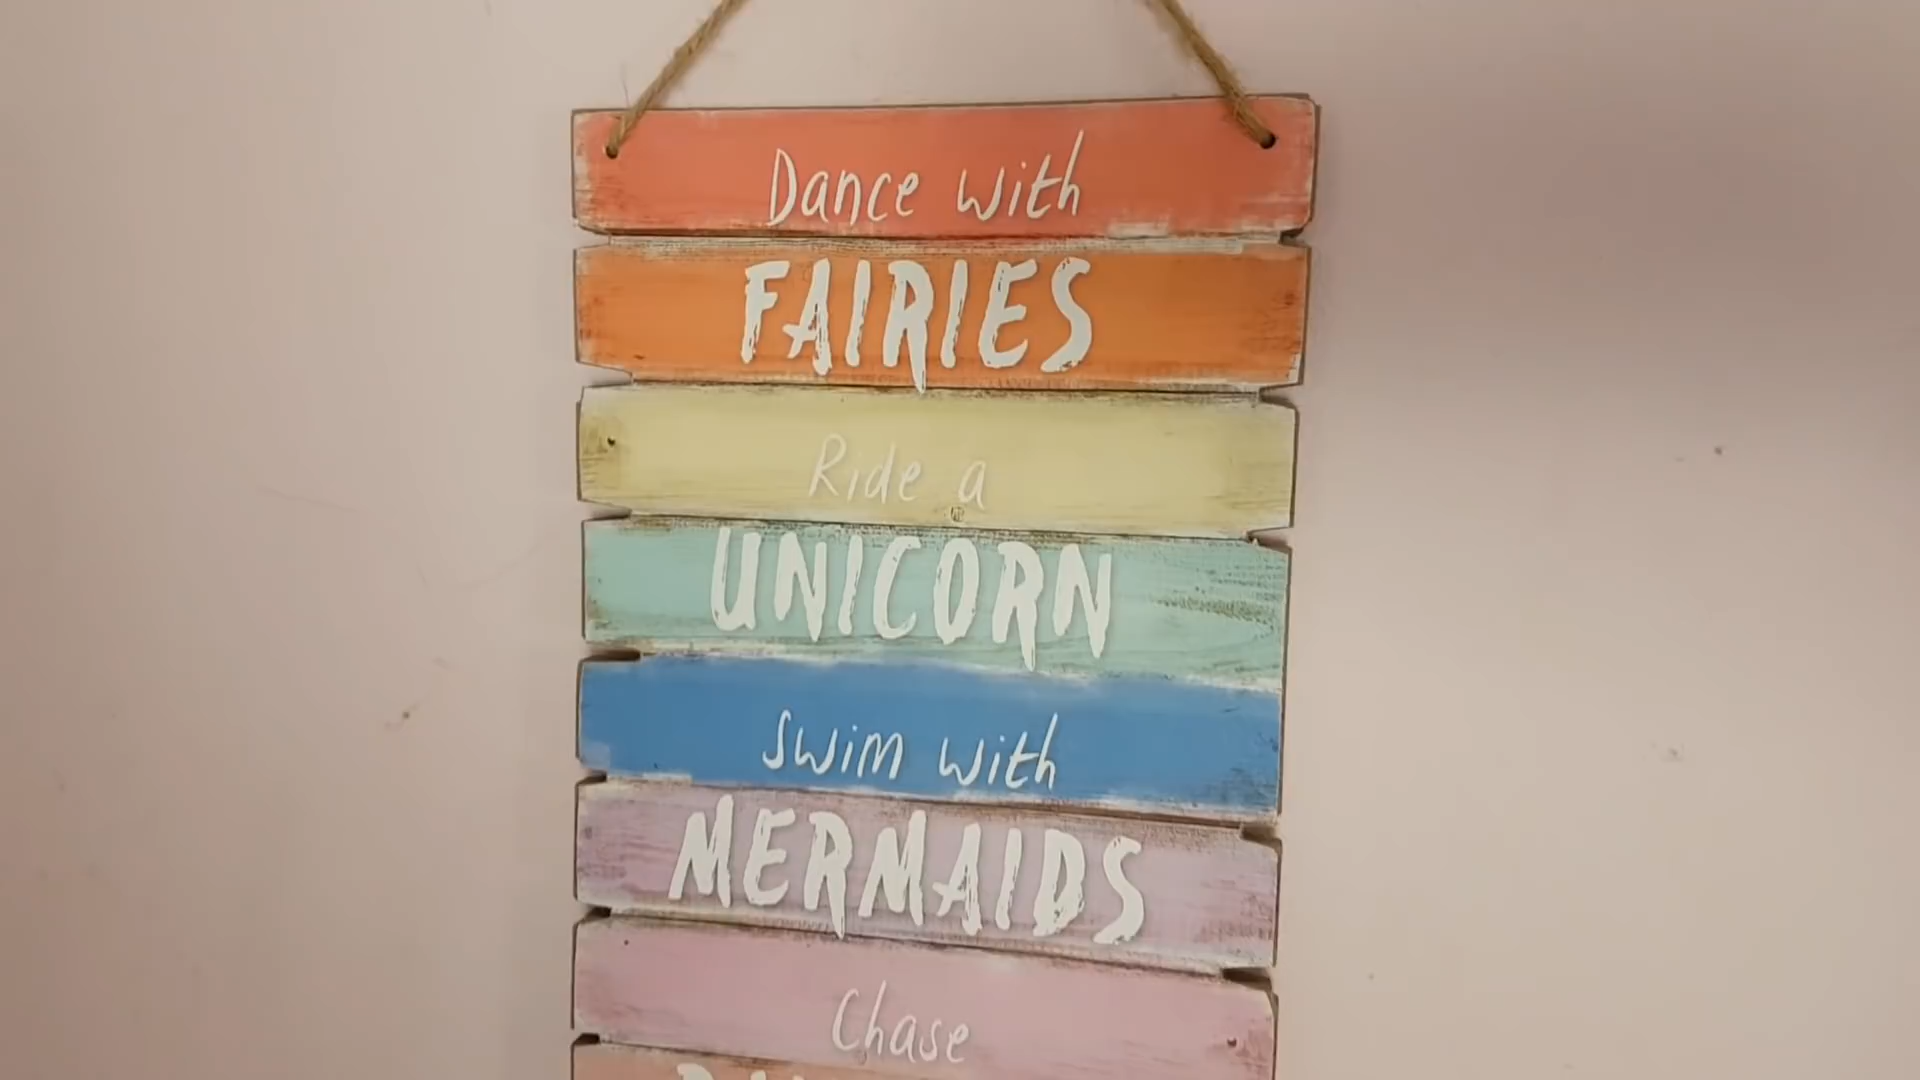 Dance with
FAIRIES
Ride a
UNICORN
Swim with
MERMAIDS
Chase